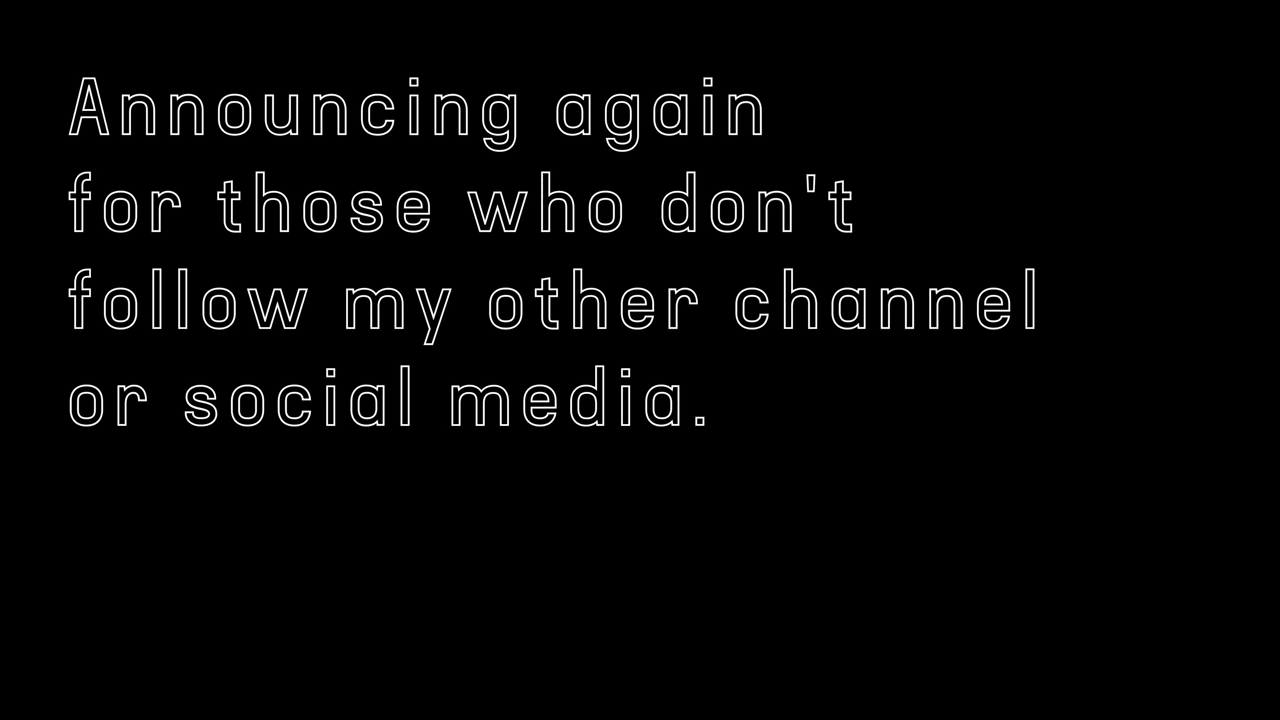 Announcing again
for those who don't
follow my other channel
or social media.